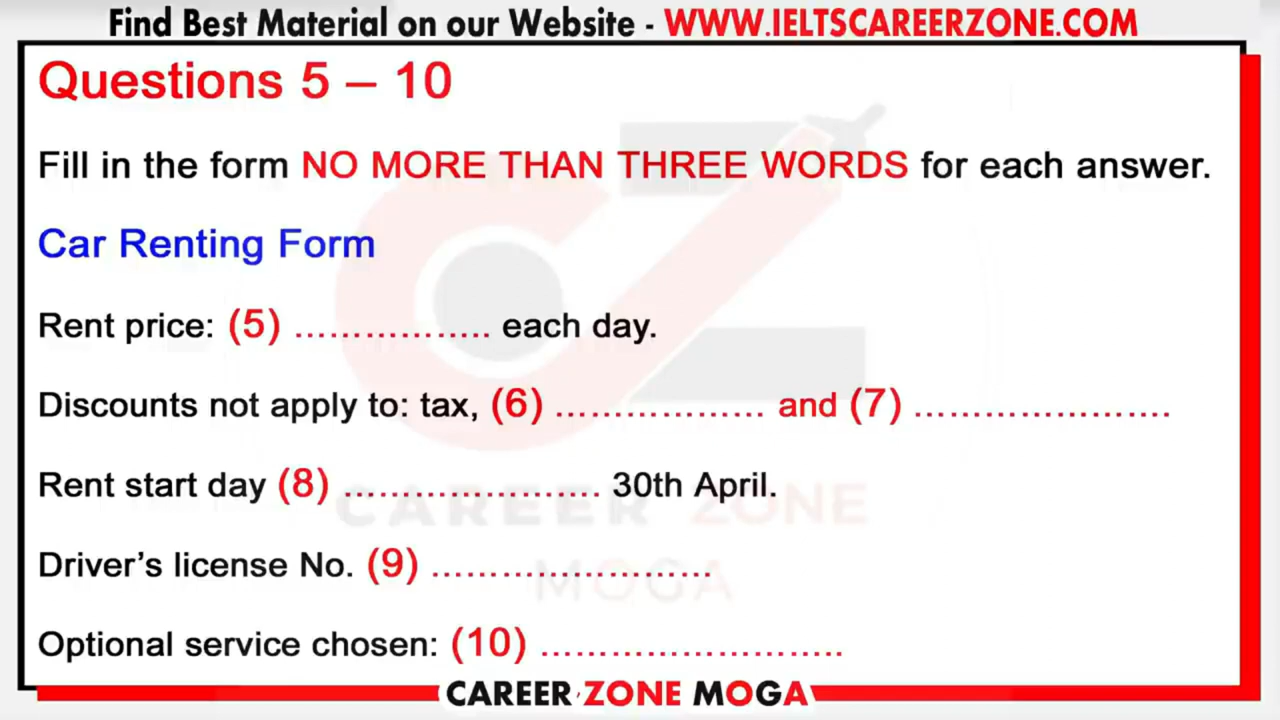 Find Best Material on our Website - WWW.IELTSCAREERZONE.COM
Questions 5 – 10
Fill in the form NO MORE THAN THREE WORDS for each answer.
Car Renting Form
Rent price: (5) ................. each day.
Discounts not apply to: tax, (6) .................. and (7) ......................
Rent start day (8) ...................... 30th April.
Driver’s license No. (9) ........................
Optional service chosen: (10) ..........................
CAREER ZONE
MOGA
CAREER ZONE MOGA